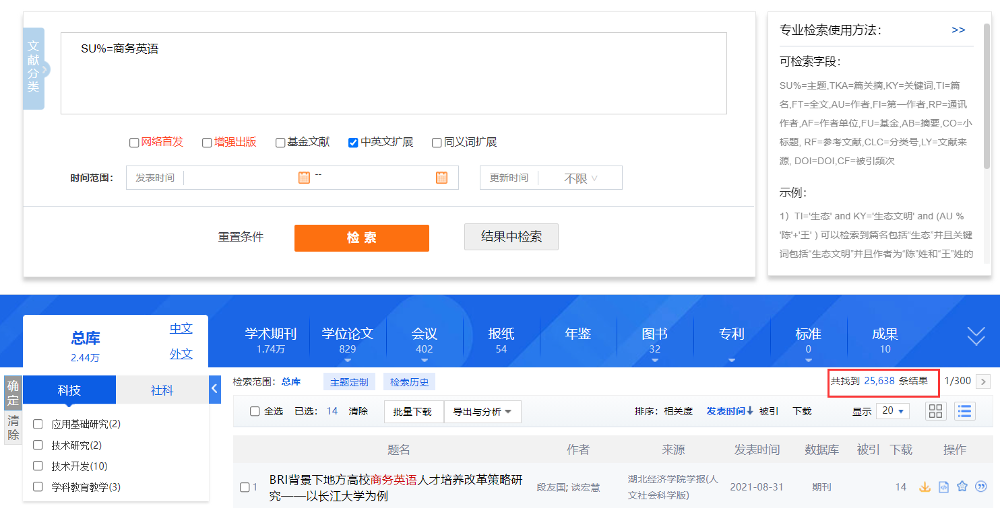 文献分类
SU%=商务英语
网络首发 增强出版 基金文献 中英文扩展 同义词扩展
时间范围： 发表时间 -- 更新时间 不限
重置条件 检索 结果中检索
专业检索使用方法： >>
可检索字段：
SU%=主题,TKA=篇关摘,KY=关键词,TI=篇
名,FT=全文,AU=作者,FI=第一作者,RP=通讯
作者,AF=作者单位,FU=基金,AB=摘要,CO=小
标题, RF=参考文献,CLC=分类号,LY=文献来
源, DOI=DOI,CF=被引频次
示例：
1）TI='生态' and KY='生态文明' and (AU %
'陈'+'王' ) 可以检索到篇名包括“生态”并且关键
词包括“生态文明”并且作者为“陈”姓和“王”姓的
总库 中文
2.44万 外文
学术期刊 学位论文 会议 报纸 年鉴 图书 专利 标准 成果
1.74万 829 402 54 32 0 10
确定
清除
科技 社科
应用基础研究(2)
技术研究(2)
技术开发(10)
学科教育教学(3)
检索范围：总库 主题定制 检索历史 共找到 25,638 条结果 1/300 >
全选 已选： 14 清除 批量下载 导出与分析 排序： 相关度 发表时间↓ 被引 下载 显示 20
题名 作者 来源 发表时间 数据库 被引 下载 操作
1 BRI背景下地方高校商务英语人才培养改革策略研
究——以长江大学为例
段友国; 谈宏慧
湖北经济学院学报(人
文社会科学版)
2021-08-31 期刊 14